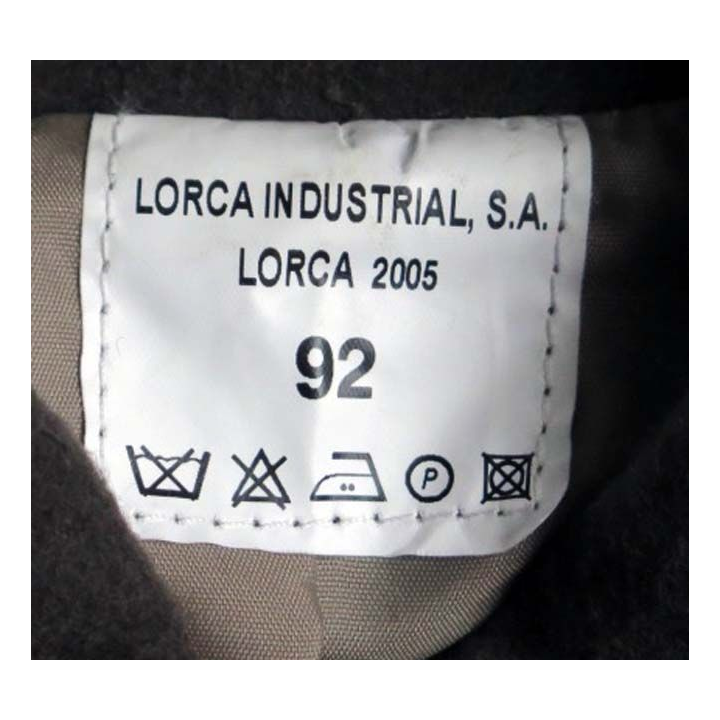 LORCA INDUSTRIAL, S.A.
LORCA 2005
92
P